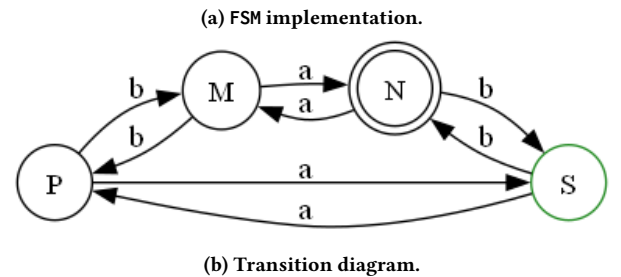 (a) FSM implementation.
b M a N b
b a b
P a S
a
(b) Transition diagram.